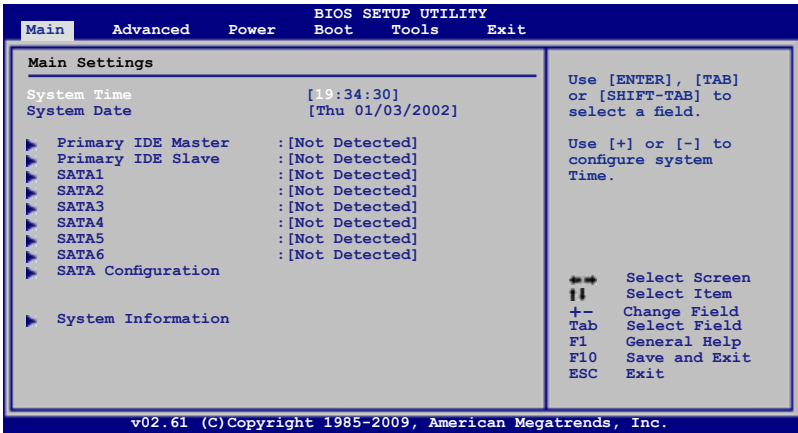 BIOS SETUP UTILITY
Main Advanced Power Boot Tools Exit
Main Settings
System Time [19:34:30]
System Date [Thu 01/03/2002]
Primary IDE Master :[Not Detected]
Primary IDE Slave :[Not Detected]
SATA1 :[Not Detected]
SATA2 :[Not Detected]
SATA3 :[Not Detected]
SATA4 :[Not Detected]
SATA5 :[Not Detected]
SATA6 :[Not Detected]
SATA Configuration
System Information
Use [ENTER], [TAB]
or [SHIFT-TAB] to
select a field.
Use [+] or [-] to
configure system
Time.
←→ Select Screen
↑↓ Select Item
+- Change Field
Tab Select Field
F1 General Help
F10 Save and Exit
ESC Exit
v02.61 (C)Copyright 1985-2009, American Megatrends, Inc.